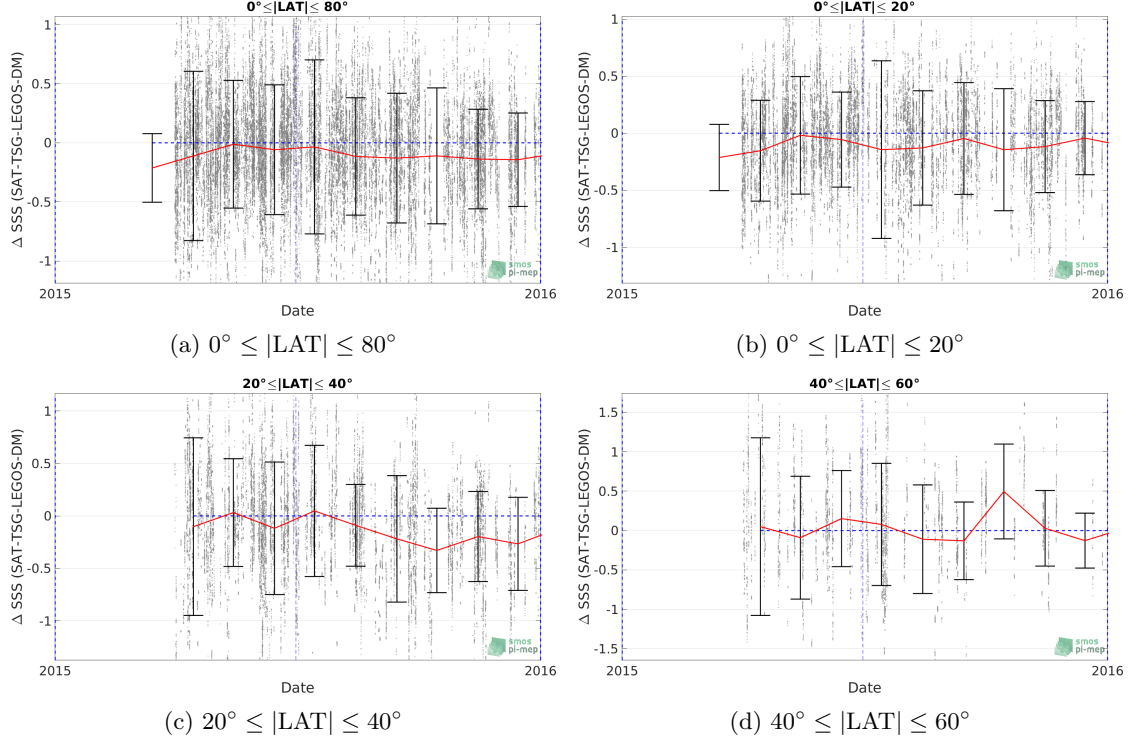 0°≤|LAT|≤ 80°
Δ SSS (SAT-TSG-LEGOS-DM)
1
0.5
0
-0.5
-1
smos
pi-mep
2015
2016
Date
(a) 0° ≤ |LAT| ≤ 80°
0°≤|LAT|≤ 20°
Δ SSS (SAT-TSG-LEGOS-DM)
1
0.5
0
-0.5
-1
smos
pi-mep
2015
2016
Date
(b) 0° ≤ |LAT| ≤ 20°
20°≤|LAT|≤ 40°
Δ SSS (SAT-TSG-LEGOS-DM)
1
0.5
0
-0.5
-1
smos
pi-mep
2015
2016
Date
(c) 20° ≤ |LAT| ≤ 40°
40°≤|LAT|≤ 60°
Δ SSS (SAT-TSG-LEGOS-DM)
1.5
1
0.5
0
-0.5
-1
-1.5
smos
pi-mep
2015
2016
Date
(d) 40° ≤ |LAT| ≤ 60°